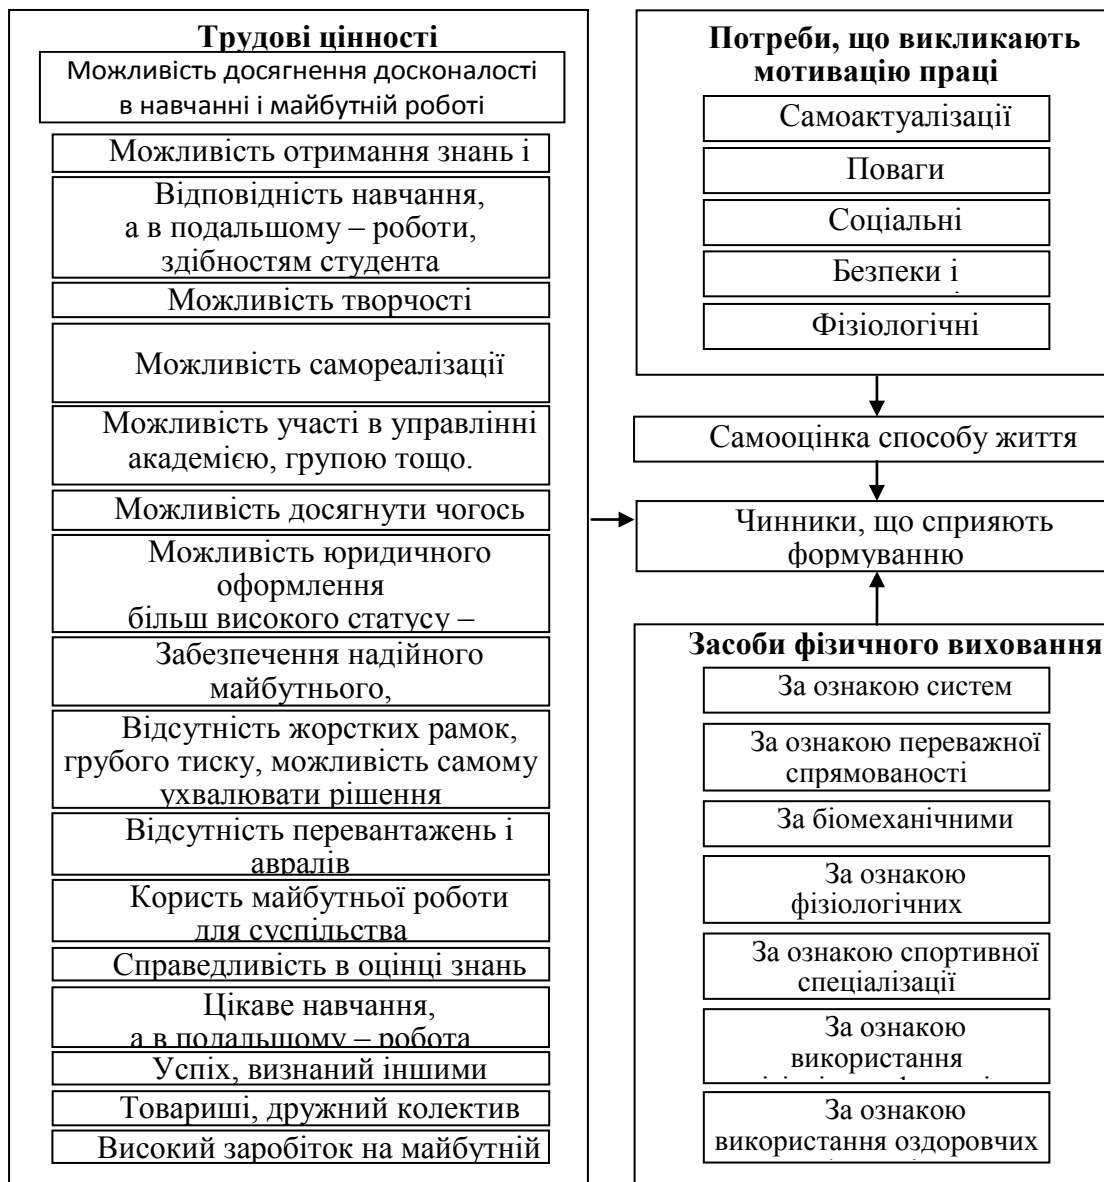 Трудові цінності
Можливість досягнення досконалості
в навчанні і майбутній роботі
Можливість отримання знань і
Відповідність навчання,
а в подальшому – роботи,
здібностям студента
Можливість творчості
Можливість самореалізації
Можливість участі в управлінні
академією, групою тощо.
Можливість досягнути чогось
Можливість юридичного
оформлення
більш високого статусу –
Забезпечення надійного
майбутнього,
Відсутність жорстких рамок,
грубого тиску, можливість самому
ухвалювати рішення
Відсутність перевантажень і
авралів
Користь майбутньої роботи
для суспільства
Справедливість в оцінці знань
Цікаве навчання,
а в подальшому – робота
Успіх, визнаний іншими
Товариші, дружний колектив
Високий заробіток на майбутній
Потреби, що викликають
мотивацію праці
Самоактуалізації
Поваги
Соціальні
Безпеки і
Фізіологічні
Самооцінка способу життя
Чинники, що сприяють
формуванню
Засоби фізичного виховання
За ознакою систем
За ознакою переважної
спрямованості
За біомеханічними
За ознакою
фізіологічних
За ознакою спортивної
спеціалізації
За ознакою
використання
За ознакою
використання оздоровчих